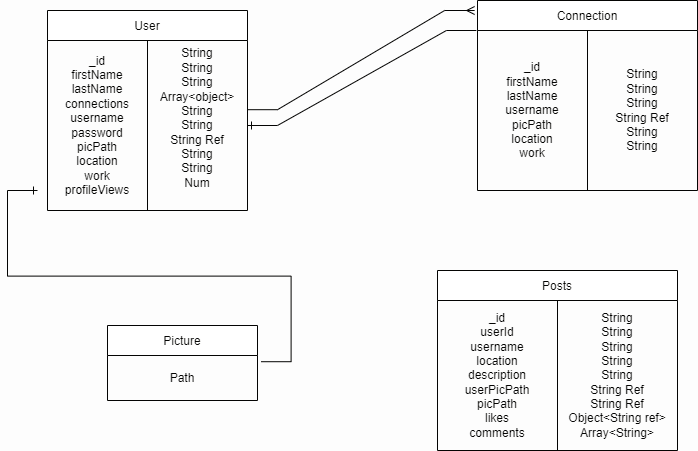 User
_id
firstName
lastName
connections
username
password
picPath
location
work
profileViews
String
String
String
Array<object>
String
String
String Ref
String
String
Num
Connection
_id
firstName
lastName
username
picPath
location
work
String
String
String
String Ref
String
String
Picture
Path
Posts
_id
userId
username
location
description
userPicPath
picPath
likes
comments
String
String
String
String
String
String Ref
String Ref
Object<String ref>
Array<String>